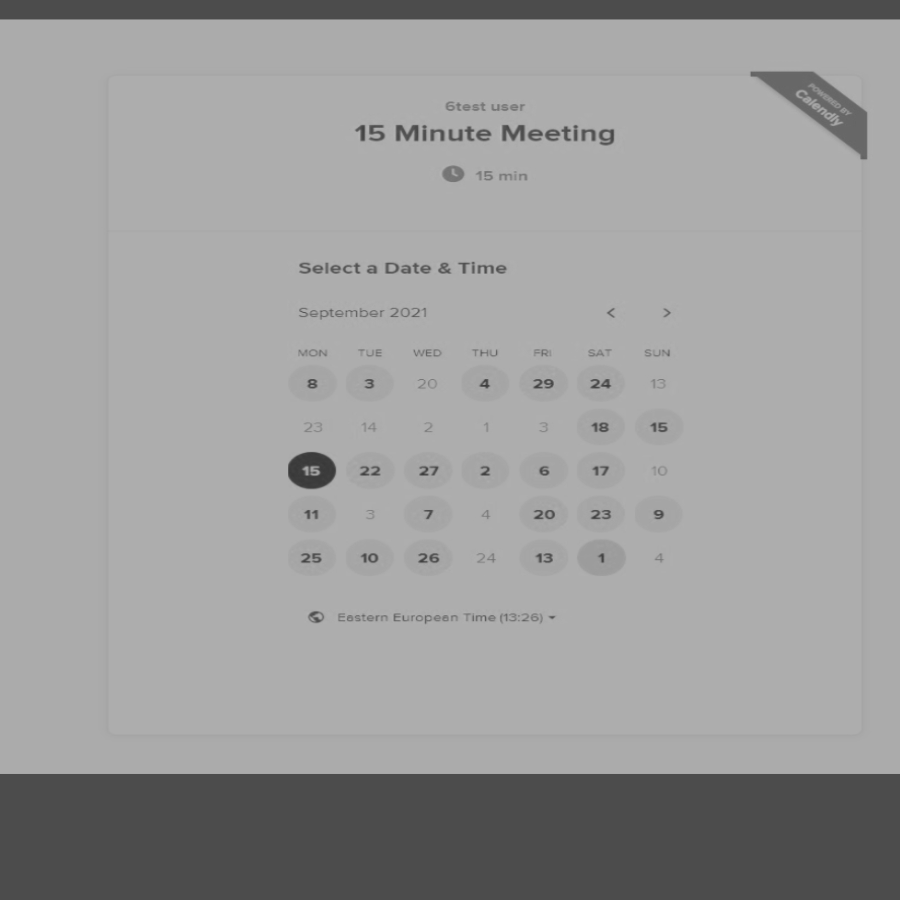 POWERED BY
Calendly
6test user
15 Minute Meeting
15 min
Select a Date & Time
September 2021
MON TUE WED THU FRI SAT SUN
8 3 20 4 29 24 13
23 14 2 1 3 18 15
15 22 27 2 6 17 10
11 3 7 4 20 23 9
25 10 26 24 13 1 4
Eastern European Time (13:26)